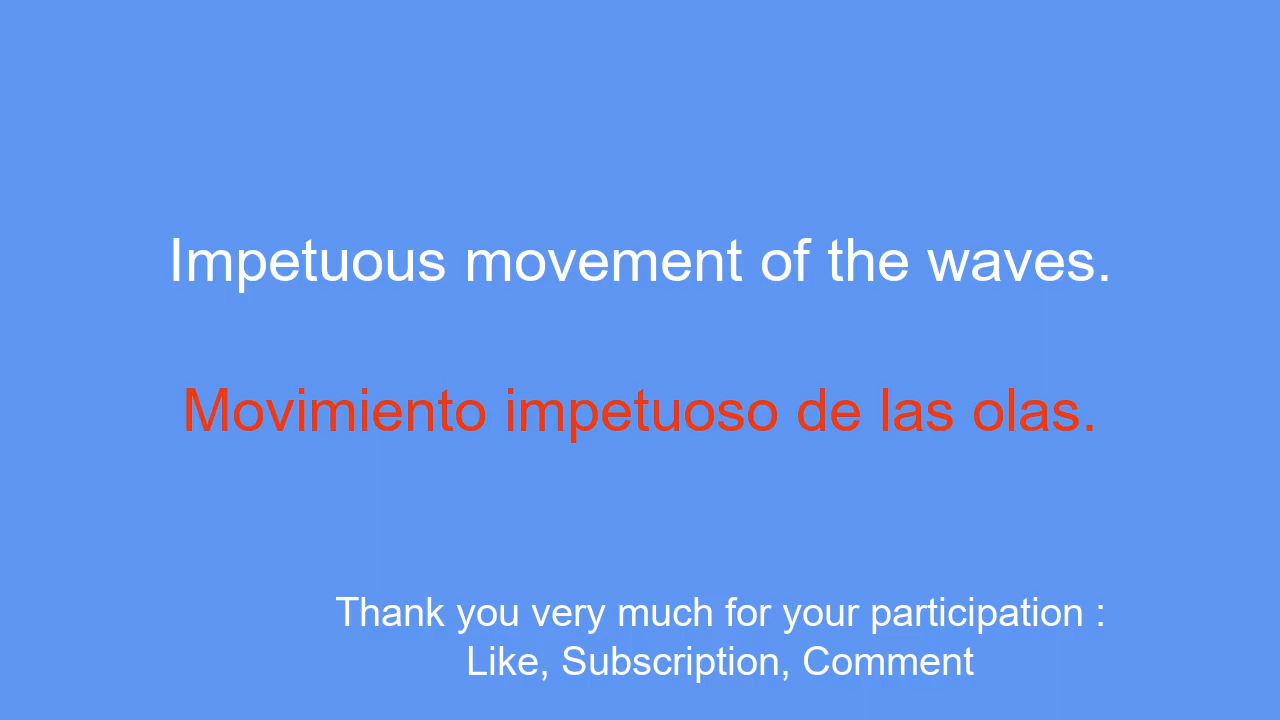 Impetuous movement of the waves.
Movimiento impetuoso de las olas.
Thank you very much for your participation :
Like, Subscription, Comment